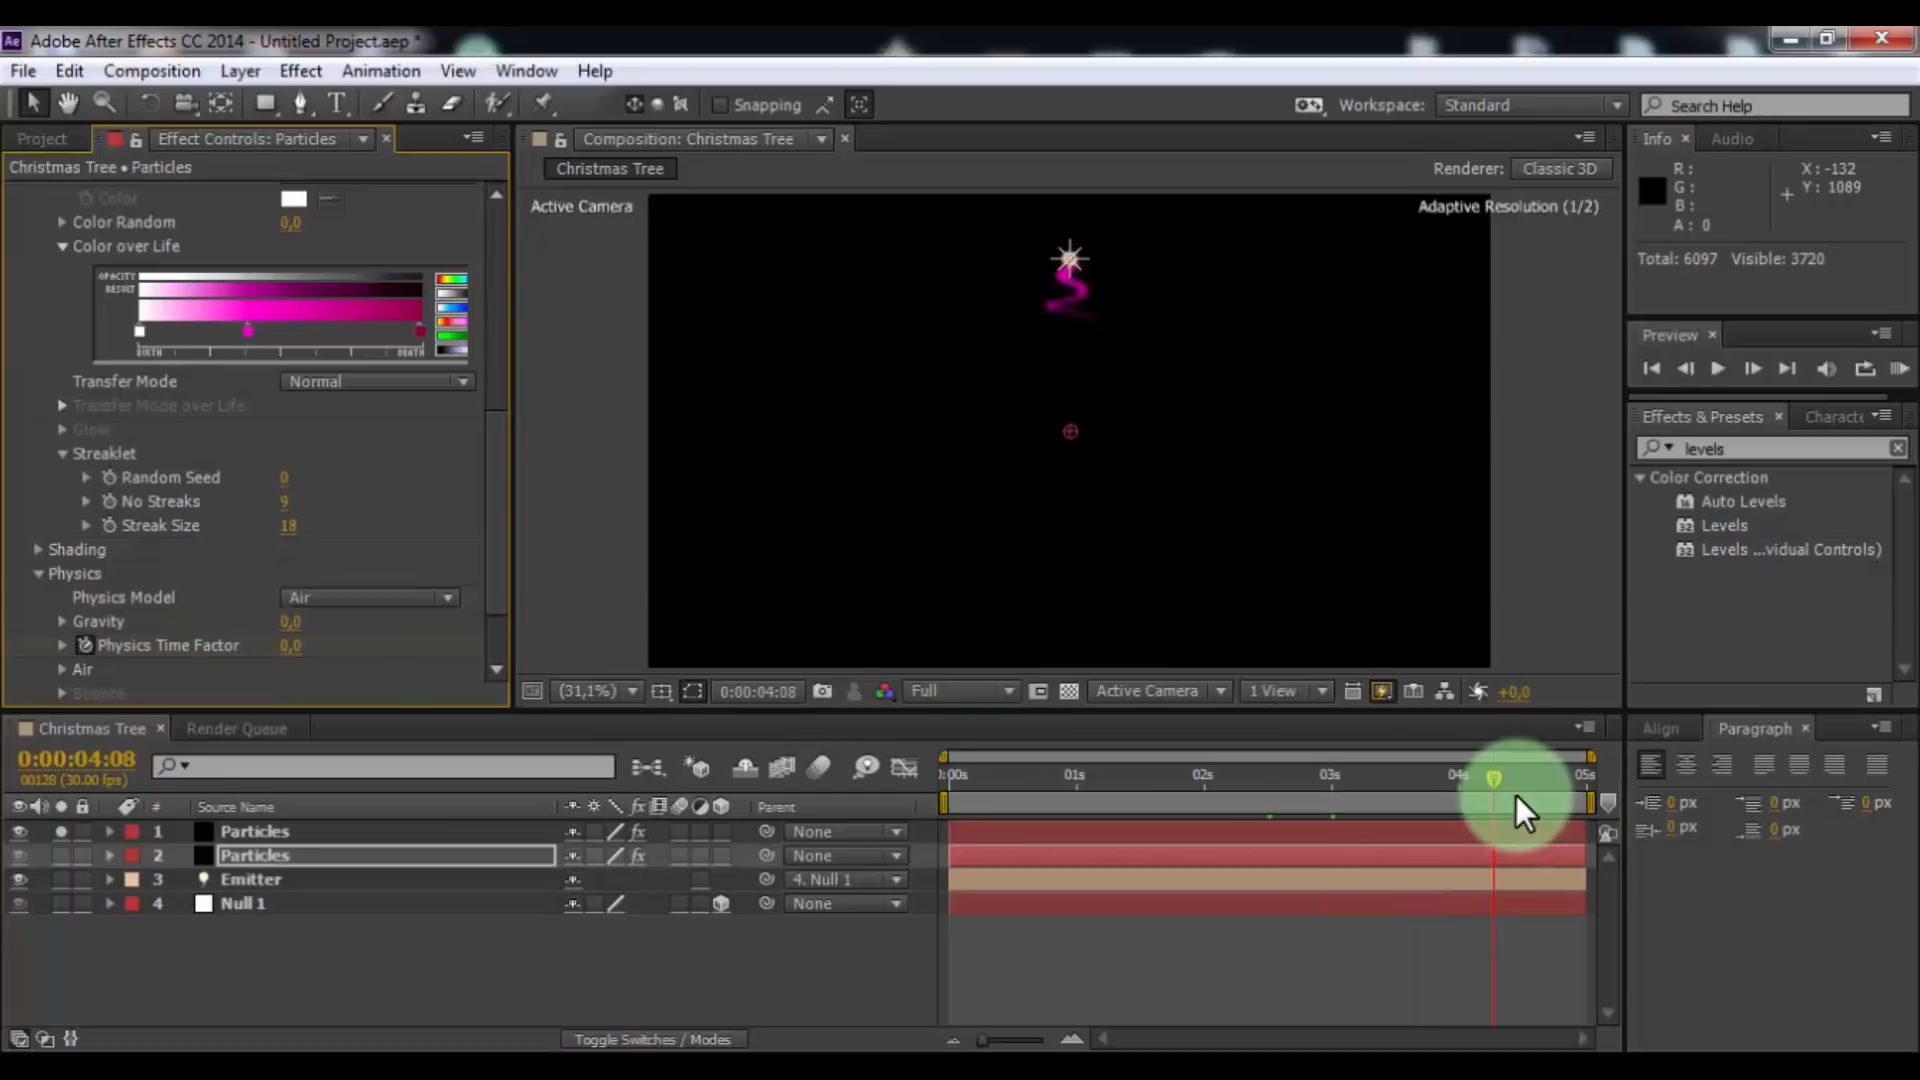 Adobe After Effects CC 2014 - Untitled Project.aep *
File Edit Composition Layer Effect Animation View Window Help
Snapping
Workspace: Standard
Search Help
Project
Effect Controls: Particles
Christmas Tree • Particles
Color
Color Random 0,0
Color over Life
OPACITY
RESULT
BIRTH DEATH
Transfer Mode Normal
Transfer Mode over Life
Glow
Streaklet
Random Seed 0
No Streaks 9
Streak Size 18
Shading
Physics
Physics Model Air
Gravity 0,0
Physics Time Factor 0,0
Air
Bounce
Composition: Christmas Tree
Christmas Tree
Renderer: Classic 3D
Active Camera
Adaptive Resolution (1/2)
(31,1%) 0:00:04:08 Full Active Camera 1 View +0,0
Info Audio
R: X: -132
G: Y: 1089
B:
A: 0
Total: 6097 Visible: 3720
Preview
Effects & Presets Characte
levels
Color Correction
Auto Levels
Levels
Levels ...vidual Controls)
Christmas Tree Render Queue
0:00:04:08
00128 (30.00 fps)
# Source Name Parent
:00s 01s 02s 03s 04s 05s
1 Particles None
2 Particles None
3 Emitter 4. Null 1
4 Null 1 None
Toggle Switches / Modes
Align Paragraph
0 px 0 px 0 px
0 px 0 px